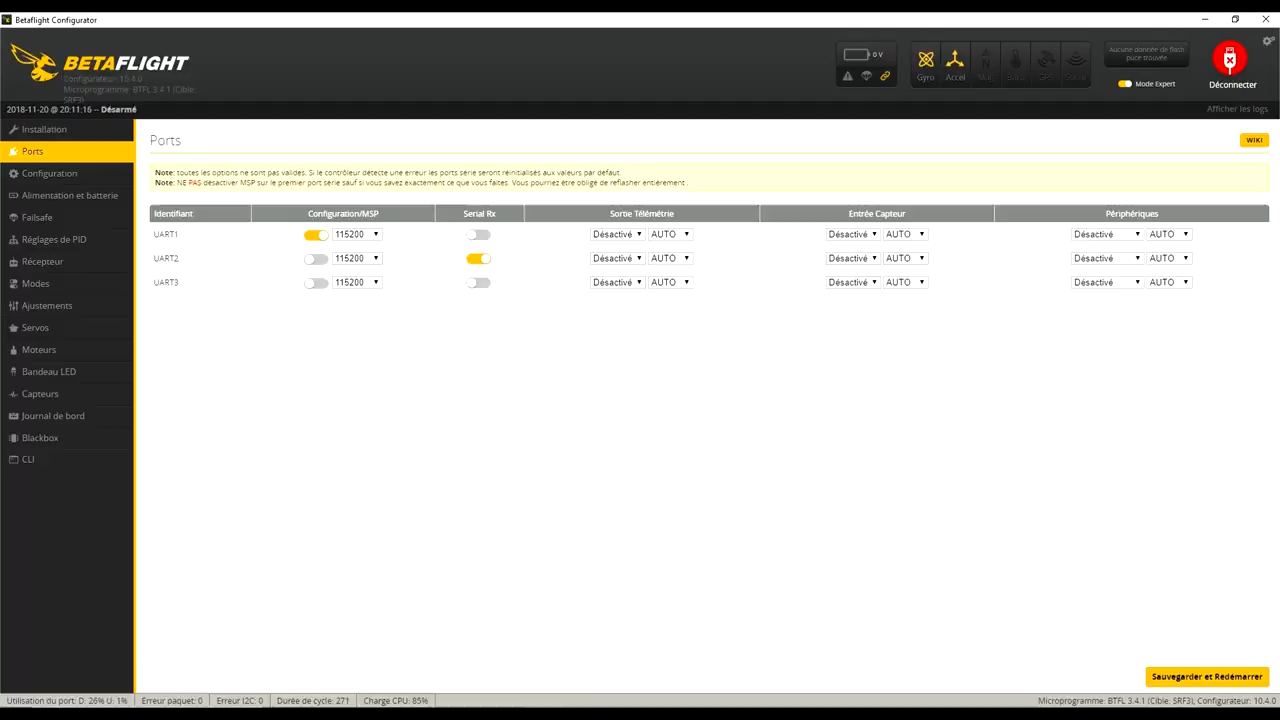 Betaflight Configurator
BETAFLIGHT
Configurateur: 10.4.0
Microprogramme: BTFL 3.4.1 (Cible:
SRF3)
0 V
Gyro Accel Mag Baro GPS Sonar
Aucune donnée de flash
puce trouvée
Mode Expert
Déconnecter
2018-11-20 @ 20:11:16 -- Désarmé
Afficher les logs
Installation
Ports
Configuration
Alimentation et batterie
Failsafe
Réglages de PID
Récepteur
Modes
Ajustements
Servos
Moteurs
Bandeau LED
Capteurs
Journal de bord
Blackbox
CLI
Ports
WIKI
Note: toutes les options ne sont pas valides. Si le contrôleur détecte une erreur les ports série seront réinitialisés aux valeurs par défaut.
Note: NE PAS desactiver MSP sur le premier port serie sauf si vous savez exactement ce que vous faites. Vous pourriez être oblige de reflasher entierement .
Identifiant Configuration/MSP Serial Rx Sortie Télémétrie Entrée Capteur Périphériques
UART1 115200 Désactivé AUTO Désactivé AUTO Désactivé AUTO
UART2 115200 Désactivé AUTO Désactivé AUTO Désactivé AUTO
UART3 115200 Désactivé AUTO Désactivé AUTO Désactivé AUTO
Sauvegarder et Redémarrer
Utilisation du port: D: 26% U: 1% Erreur paquet: 0 Erreur I2C: 0 Durée de cycle: 271 Charge CPU: 85% Microprogramme: BTFL 3.4.1 (Cible: SRF3), Configurateur: 10.4.0